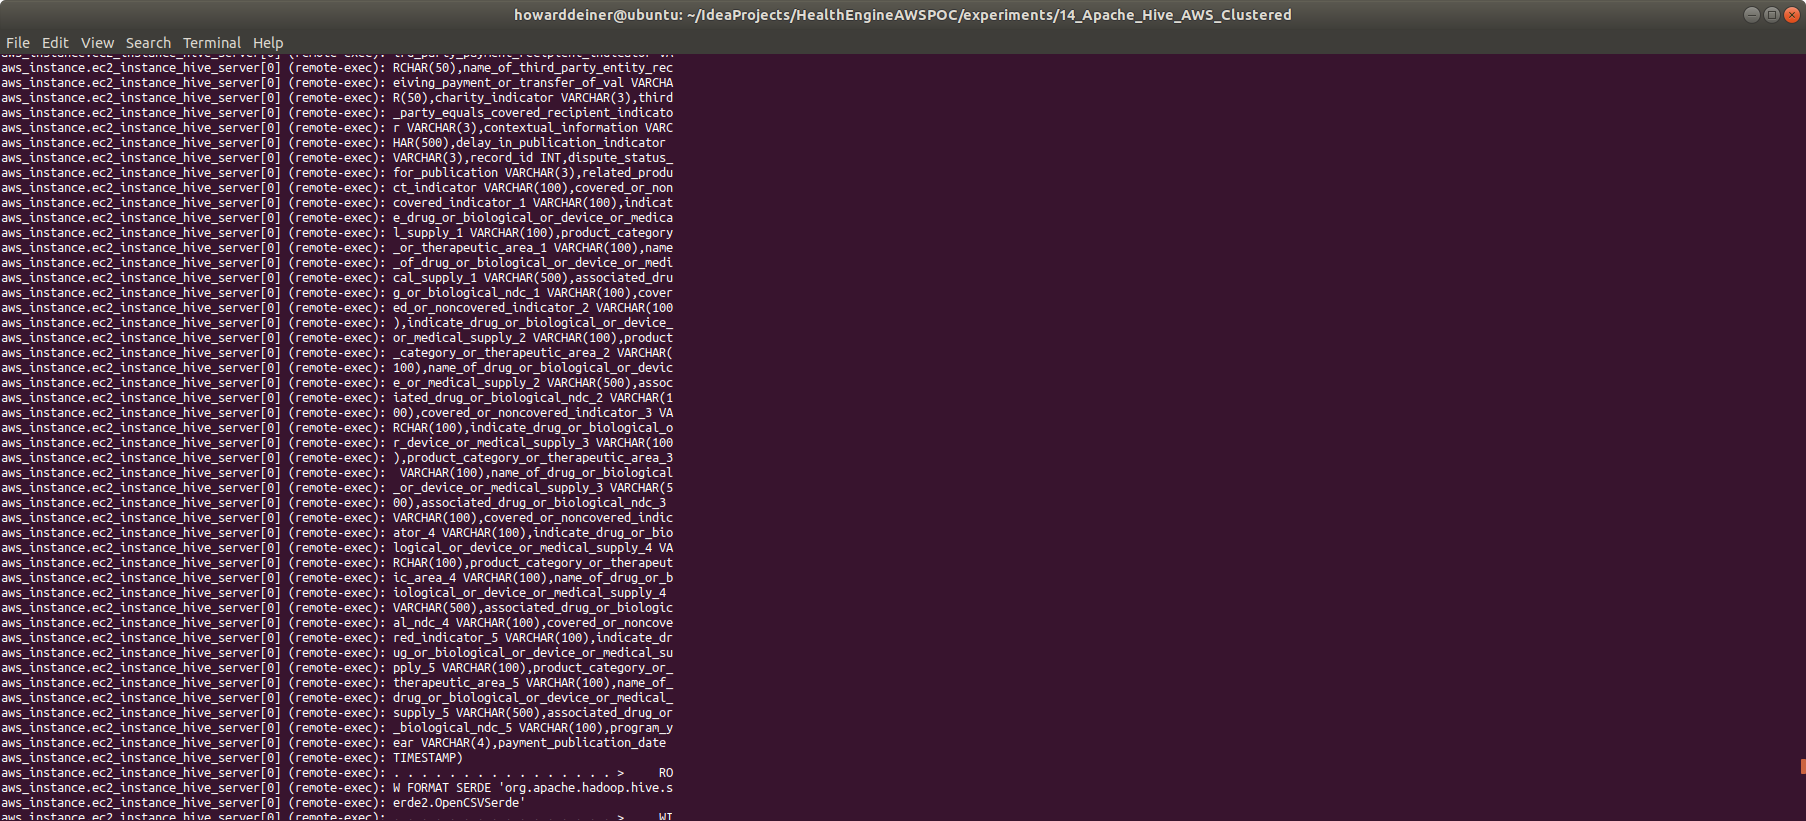 howarddeiner@ubuntu: ~/IdeaProjects/HealthEngineAWSPOC/experiments/14_Apache_Hive_AWS_Clustered
File Edit View Search Terminal Help
aws_instance.ec2_instance_hive_server[0] (remote-exec): trd_party_payment_recipient_indicator VA
aws_instance.ec2_instance_hive_server[0] (remote-exec): RCHAR(50),name_of_third_party_entity_rec
aws_instance.ec2_instance_hive_server[0] (remote-exec): eiving_payment_or_transfer_of_val VARCHA
aws_instance.ec2_instance_hive_server[0] (remote-exec): R(50),charity_indicator VARCHAR(3),third
aws_instance.ec2_instance_hive_server[0] (remote-exec): _party_equals_covered_recipient_indicato
aws_instance.ec2_instance_hive_server[0] (remote-exec): r VARCHAR(3),contextual_information VARC
aws_instance.ec2_instance_hive_server[0] (remote-exec): HAR(500),delay_in_publication_indicator
aws_instance.ec2_instance_hive_server[0] (remote-exec): VARCHAR(3),record_id INT,dispute_status_
aws_instance.ec2_instance_hive_server[0] (remote-exec): for_publication VARCHAR(3),related_produ
aws_instance.ec2_instance_hive_server[0] (remote-exec): ct_indicator VARCHAR(100),covered_or_non
aws_instance.ec2_instance_hive_server[0] (remote-exec): covered_indicator_1 VARCHAR(100),indicat
aws_instance.ec2_instance_hive_server[0] (remote-exec): e_drug_or_biological_or_device_or_medica
aws_instance.ec2_instance_hive_server[0] (remote-exec): l_supply_1 VARCHAR(100),product_category
aws_instance.ec2_instance_hive_server[0] (remote-exec): _or_therapeutic_area_1 VARCHAR(100),name
aws_instance.ec2_instance_hive_server[0] (remote-exec): _of_drug_or_biological_or_device_or_medi
aws_instance.ec2_instance_hive_server[0] (remote-exec): cal_supply_1 VARCHAR(500),associated_dru
aws_instance.ec2_instance_hive_server[0] (remote-exec): g_or_biological_ndc_1 VARCHAR(100),cover
aws_instance.ec2_instance_hive_server[0] (remote-exec): ed_or_noncovered_indicator_2 VARCHAR(100
aws_instance.ec2_instance_hive_server[0] (remote-exec): ),indicate_drug_or_biological_or_device_
aws_instance.ec2_instance_hive_server[0] (remote-exec): or_medical_supply_2 VARCHAR(100),product
aws_instance.ec2_instance_hive_server[0] (remote-exec): _category_or_therapeutic_area_2 VARCHAR(
aws_instance.ec2_instance_hive_server[0] (remote-exec): 100),name_of_drug_or_biological_or_devic
aws_instance.ec2_instance_hive_server[0] (remote-exec): e_or_medical_supply_2 VARCHAR(500),assoc
aws_instance.ec2_instance_hive_server[0] (remote-exec): iated_drug_or_biological_ndc_2 VARCHAR(1
aws_instance.ec2_instance_hive_server[0] (remote-exec): 00),covered_or_noncovered_indicator_3 VA
aws_instance.ec2_instance_hive_server[0] (remote-exec): RCHAR(100),indicate_drug_or_biological_o
aws_instance.ec2_instance_hive_server[0] (remote-exec): r_device_or_medical_supply_3 VARCHAR(100
aws_instance.ec2_instance_hive_server[0] (remote-exec): ),product_category_or_therapeutic_area_3
aws_instance.ec2_instance_hive_server[0] (remote-exec):  VARCHAR(100),name_of_drug_or_biological
aws_instance.ec2_instance_hive_server[0] (remote-exec): _or_device_or_medical_supply_3 VARCHAR(5
aws_instance.ec2_instance_hive_server[0] (remote-exec): 00),associated_drug_or_biological_ndc_3
aws_instance.ec2_instance_hive_server[0] (remote-exec): VARCHAR(100),covered_or_noncovered_indic
aws_instance.ec2_instance_hive_server[0] (remote-exec): ator_4 VARCHAR(100),indicate_drug_or_bio
aws_instance.ec2_instance_hive_server[0] (remote-exec): logical_or_device_or_medical_supply_4 VA
aws_instance.ec2_instance_hive_server[0] (remote-exec): RCHAR(100),product_category_or_therapeut
aws_instance.ec2_instance_hive_server[0] (remote-exec): ic_area_4 VARCHAR(100),name_of_drug_or_b
aws_instance.ec2_instance_hive_server[0] (remote-exec): iological_or_device_or_medical_supply_4
aws_instance.ec2_instance_hive_server[0] (remote-exec): VARCHAR(500),associated_drug_or_biologic
aws_instance.ec2_instance_hive_server[0] (remote-exec): al_ndc_4 VARCHAR(100),covered_or_noncove
aws_instance.ec2_instance_hive_server[0] (remote-exec): red_indicator_5 VARCHAR(100),indicate_dr
aws_instance.ec2_instance_hive_server[0] (remote-exec): ug_or_biological_or_device_or_medical_su
aws_instance.ec2_instance_hive_server[0] (remote-exec): pply_5 VARCHAR(100),product_category_or_
aws_instance.ec2_instance_hive_server[0] (remote-exec): therapeutic_area_5 VARCHAR(100),name_of_
aws_instance.ec2_instance_hive_server[0] (remote-exec): drug_or_biological_or_device_or_medical_
aws_instance.ec2_instance_hive_server[0] (remote-exec): supply_5 VARCHAR(500),associated_drug_or
aws_instance.ec2_instance_hive_server[0] (remote-exec): _biological_ndc_5 VARCHAR(100),program_y
aws_instance.ec2_instance_hive_server[0] (remote-exec): ear VARCHAR(4),payment_publication_date
aws_instance.ec2_instance_hive_server[0] (remote-exec): TIMESTAMP)
aws_instance.ec2_instance_hive_server[0] (remote-exec): . . . . . . . . . . . . . . . . >     RO
aws_instance.ec2_instance_hive_server[0] (remote-exec): W FORMAT SERDE 'org.apache.hadoop.hive.s
aws_instance.ec2_instance_hive_server[0] (remote-exec): erde2.OpenCSVSerde'
aws_instance.ec2_instance_hive_server[0] (remote-exec): . . . . . . . . . . . . . . . . >     WI